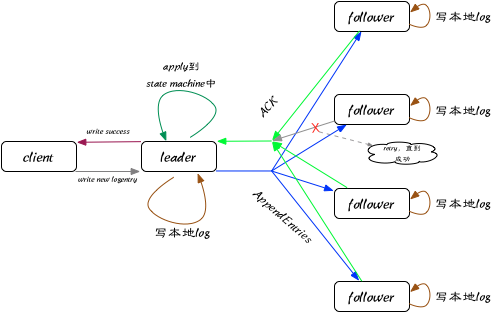 follower
写本地log
apply到
state machine中
ACK
follower
写本地log
write success
client
leader
retry，直到
成功
write new logentry
follower
写本地log
AppendEntries
写本地log
follower
写本地log